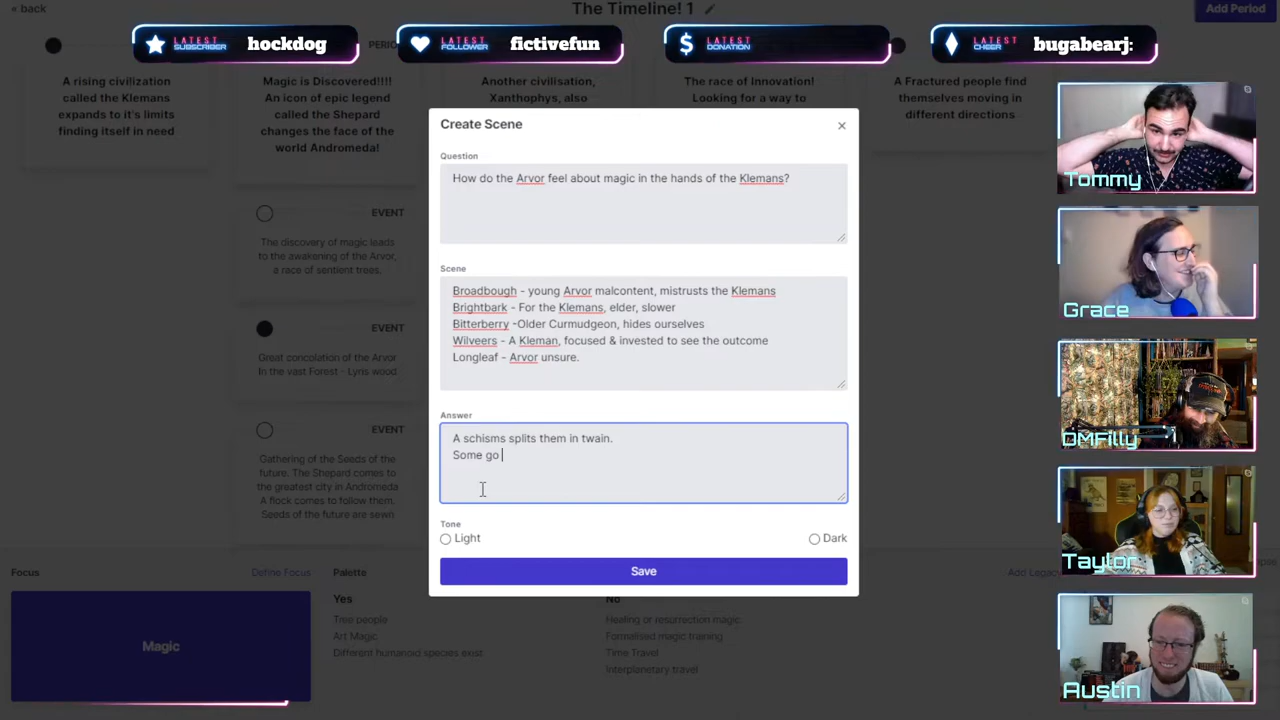 ‹ back
The Timeline! 1
Add Period
LATEST SUBSCRIBER hockdog
LATEST FOLLOWER fictivefun
LATEST DONATION
LATEST CHEER bugabearj:
A rising civilization
called the Klemans
expands to it's limits
finding itself in need
Magic is Discovered!!!!
An icon of epic legend
called the Shepard
changes the face of the
world Andromeda!
Another civilisation,
Xanthophys, also
The race of Innovation!
Looking for a way to
A Fractured people find
themselves moving in
different directions
EVENT
The discovery of magic leads
to the awakening of the Arvor,
a race of sentient trees.
EVENT
Great concolation of the Arvor
In the vast Forest - Lyris wood
EVENT
Gathering of the Seeds of the
future. The Shepard comes to
the greatest city in Andromeda
A flock comes to follow them.
Seeds of the future are sewn
Create Scene
×
Question
How do the Arvor feel about magic in the hands of the Klemans?
Scene
Broadbough - young Arvor malcontent, mistrusts the Klemans
Brightbark - For the Klemans, elder, slower
Bitterberry -Older Curmudgeon, hides ourselves
Wilveers - A Kleman, focused & invested to see the outcome
Longleaf - Arvor unsure.
Answer
A schisms splits them in twain.
Some go
Tone
Light
Dark
Save
Focus
Define Focus
Magic
Palette
Yes
Tree people
Art Magic
Different humanoid species exist
No
Healing or resurrection magic
Formalised magic training
Time Travel
Interplanetary travel
Add Legacy
Tommy
Grace
DMFilly
Taylor
Austin